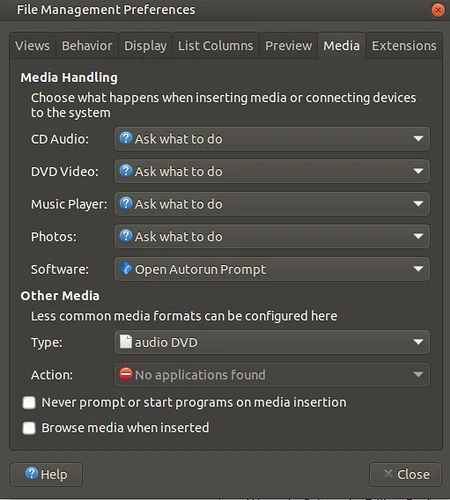 File Management Preferences
Views Behavior Display List Columns Preview Media Extensions
Media Handling
Choose what happens when inserting media or connecting devices
to the system
CD Audio: Ask what to do
DVD Video: Ask what to do
Music Player: Ask what to do
Photos: Ask what to do
Software: Open Autorun Prompt
Other Media
Less common media formats can be configured here
Type: audio DVD
Action: No applications found
Never prompt or start programs on media insertion
Browse media when inserted
Help Close